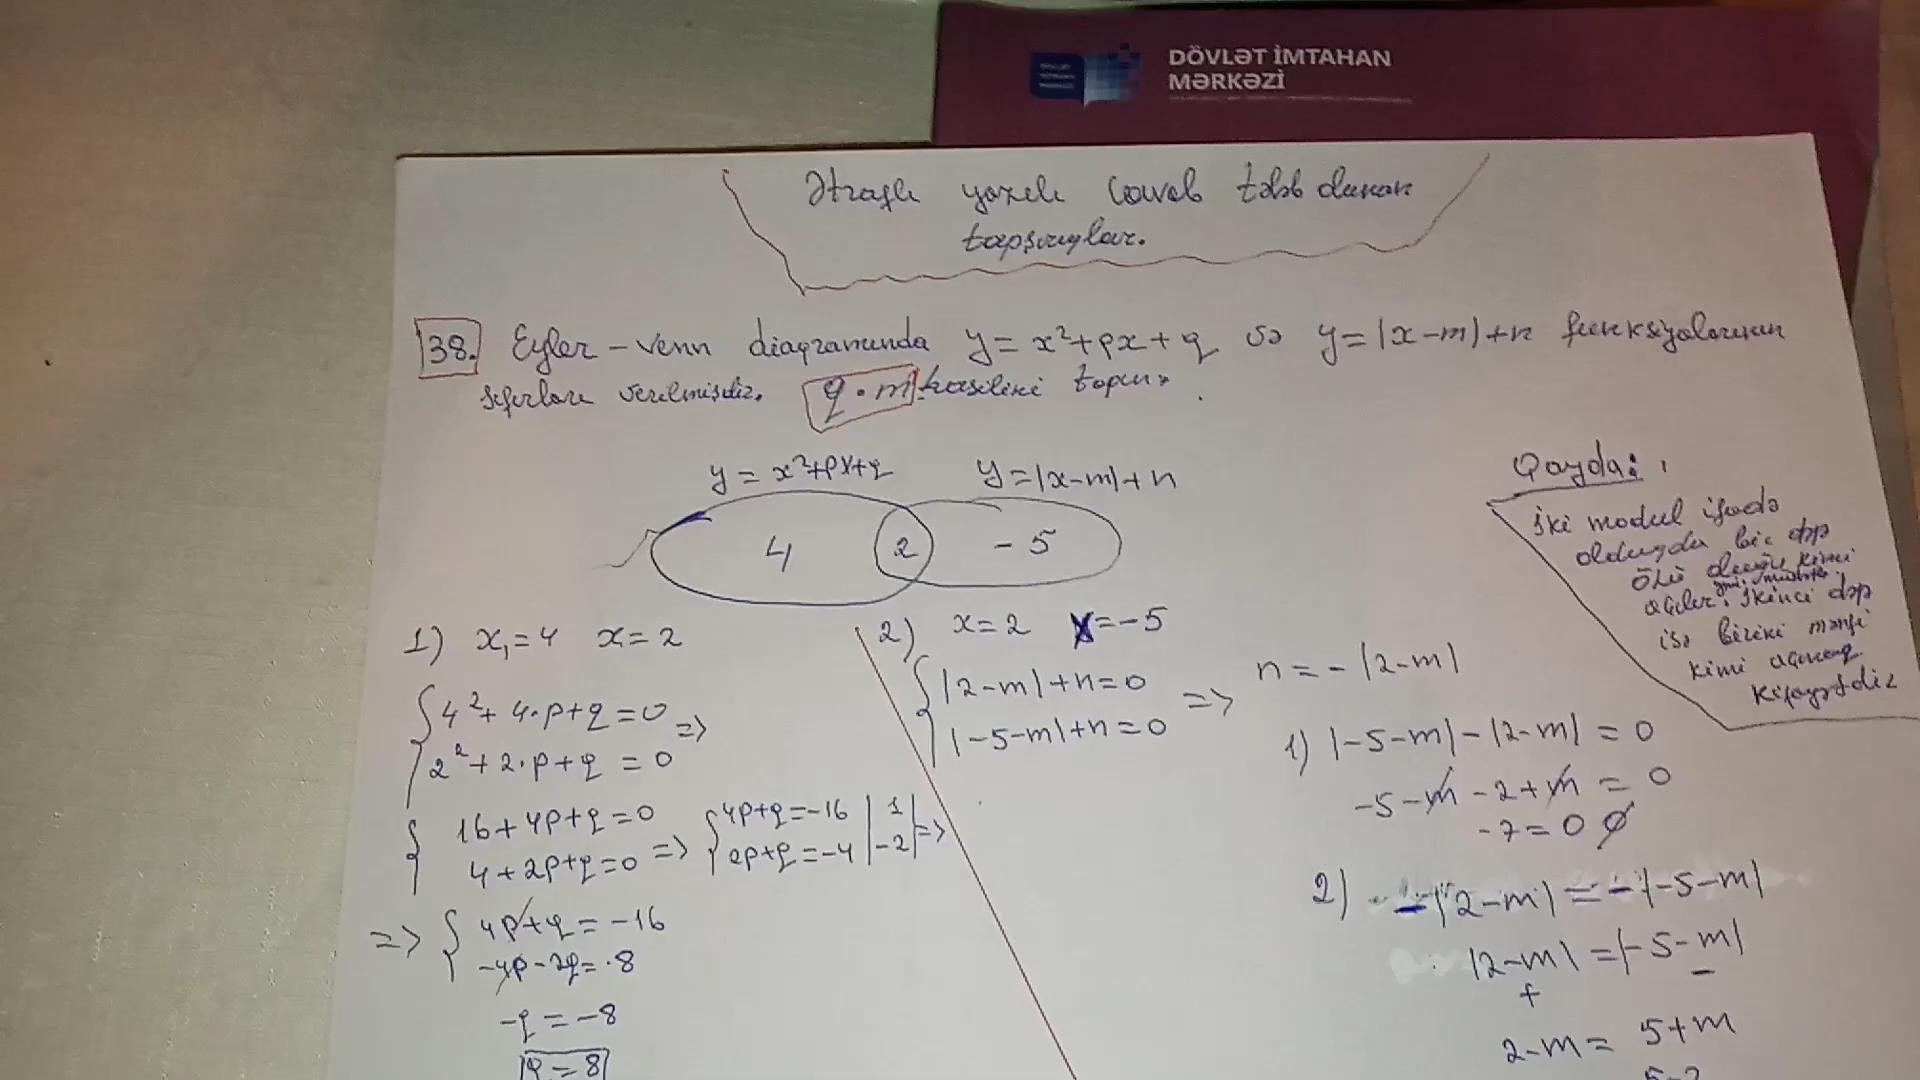 DÖVLƏT İMTAHAN
MƏRKƏZİ
Ətraflı yazılı cavab tələb olunan
tapşırıqlar.
38. Eyler-Venn diaqramında y = x²+px+q və y=|x-m|+n funksiyalarının
sıfırları verilmişdir. q·m hasilini tapın.
y = x²+px+q
y=|x-m|+n
4
2
-5
Qayda:
İki modul ifadə
olduqda bir dəfə
özü olduğu kimi
açılır. İkinci dəfə
isə birini mənfi
kimi açmaq
kifayətdir
1) x₁=4 x=2
{4²+4·p+q=0 =>
2²+2·p+q=0
{16+4p+q=0
4+2p+q=0 => {4p+q=-16 |1
2p+q=-4 |-2| =>
=> {4p+q=-16
-4p-2q=8
-q=-8
q=8
2) x=2 x=-5
{|2-m|+n=0
|-5-m|+n=0 =>
n=-|2-m|
1) |-5-m|-|2-m|=0
-5-m-2+m=0
-7=0 ∅
2) -|2-m|=-|-5-m|
|2-m|=|-5-m|
+ -
2-m= 5+m